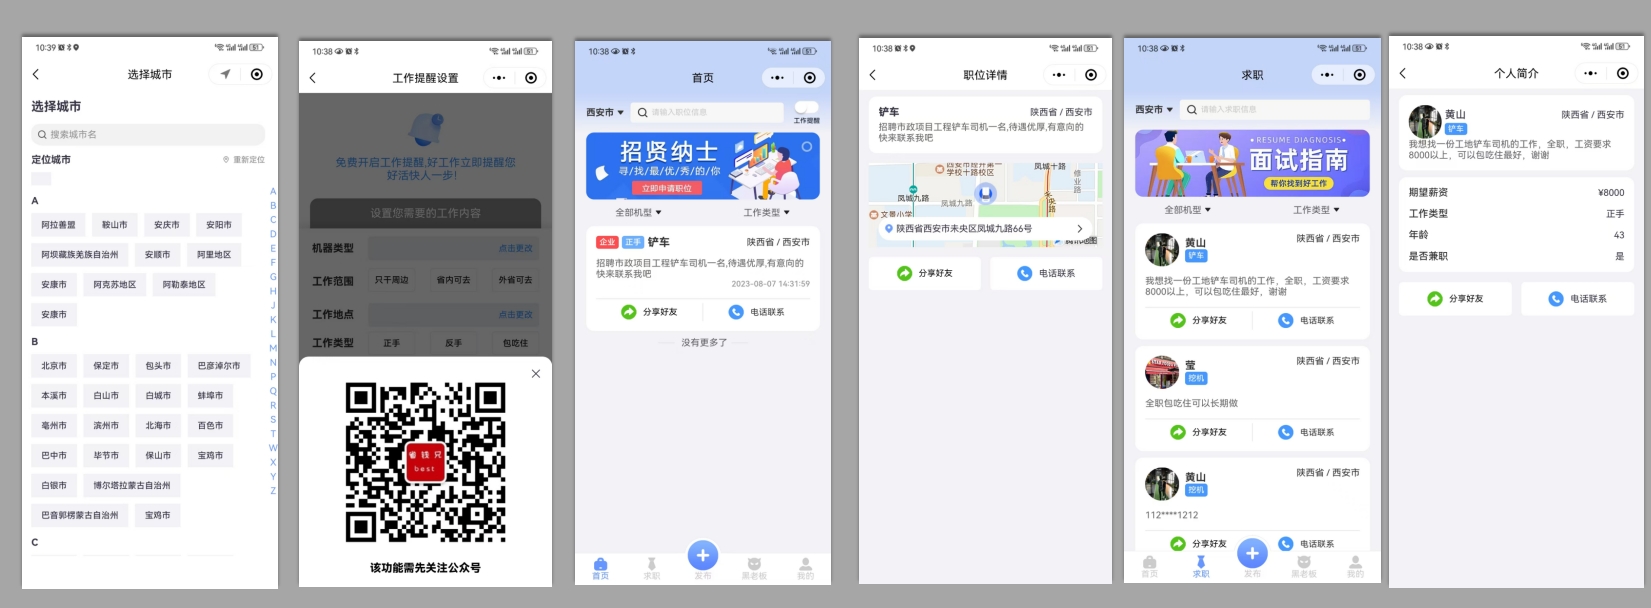 10:39
选择城市
选择城市
搜索城市名
定位城市
重新定位
A
阿拉善盟 鞍山市 安庆市 安阳市
阿坝藏族羌族自治州 安顺市 阿里地区
安康市 阿克苏地区 阿勒泰地区
安康市
B
北京市 保定市 包头市 巴彦淖尔市
本溪市 白山市 白城市 蚌埠市
亳州市 滨州市 北海市 百色市
巴中市 毕节市 保山市 宝鸡市
白银市 博尔塔拉蒙古自治州
巴音郭楞蒙古自治州 宝鸡市
C
A
B
C
D
E
F
G
H
J
K
L
M
N
P
Q
R
S
T
W
X
Y
Z
10:38
工作提醒设置
免费开启工作提醒,好工作立即提醒您
好活快人一步!
设置您需要的工作内容
机器类型 点击更改
工作范围 只干周边 省内可去 外省可去
工作地点 点击更改
工作类型 正手 反手 包吃住
省钱兄
best
该功能需先关注公众号
10:38
首页
西安市 请输入职位信息
工作提醒
招贤纳士
寻/找/最/优/秀/的/你
立即申请职位
全部机型 工作类型
企业 正手 铲车 陕西省 / 西安市
招聘市政项目工程铲车司机一名,待遇优厚,有意向的
快来联系我吧
2023-08-07 14:31:59
分享好友 电话联系
没有更多了
首页 求职 发布 黑老板 我的
10:38
职位详情
铲车 陕西省 / 西安市
招聘市政项目工程铲车司机一名,待遇优厚,有意向的
快来联系我吧
西安市经开第一
学校十路校区
凤城十路
修业路
凤城九路
凤城九路
文景小学
陕西省西安市未央区凤城九路66号
腾讯地图
分享好友 电话联系
10:38
求职
西安市 请输入求职信息
RESUME DIAGNOSIS
面试指南
帮你找到好工作
全部机型 工作类型
黄山 陕西省 / 西安市
铲车
我想找一份工地铲车司机的工作，全职，工资要求
8000以上，可以包吃住最好，谢谢
分享好友 电话联系
莹 陕西省 / 西安市
挖机
全职包吃住可以长期做
分享好友 电话联系
黄山 陕西省 / 西安市
挖机
112****1212
分享好友 电话联系
首页 求职 发布 黑老板 我的
10:38
个人简介
黄山 陕西省 / 西安市
铲车
我想找一份工地铲车司机的工作，全职，工资要求
8000以上，可以包吃住最好，谢谢
期望薪资 ¥8000
工作类型 正手
年龄 43
是否兼职 是
分享好友 电话联系